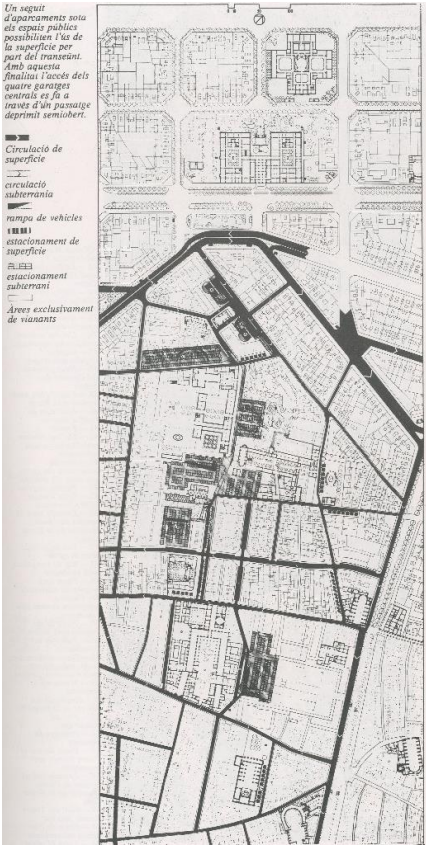 Un seguit
d'aparcaments sota
els espais públics
possibiliten l'ús de
la superfície per
part del transeünt.
Amb aquesta
finalitat l'accés dels
quatre garatges
centrals es fa a
través d'un passatge
deprimit semiobert.
Circulació de
superfície
circulació
subterrània
rampa de vehicles
estacionament de
superfície
estacionament
subterrani
Àrees exclusivament
de vianants